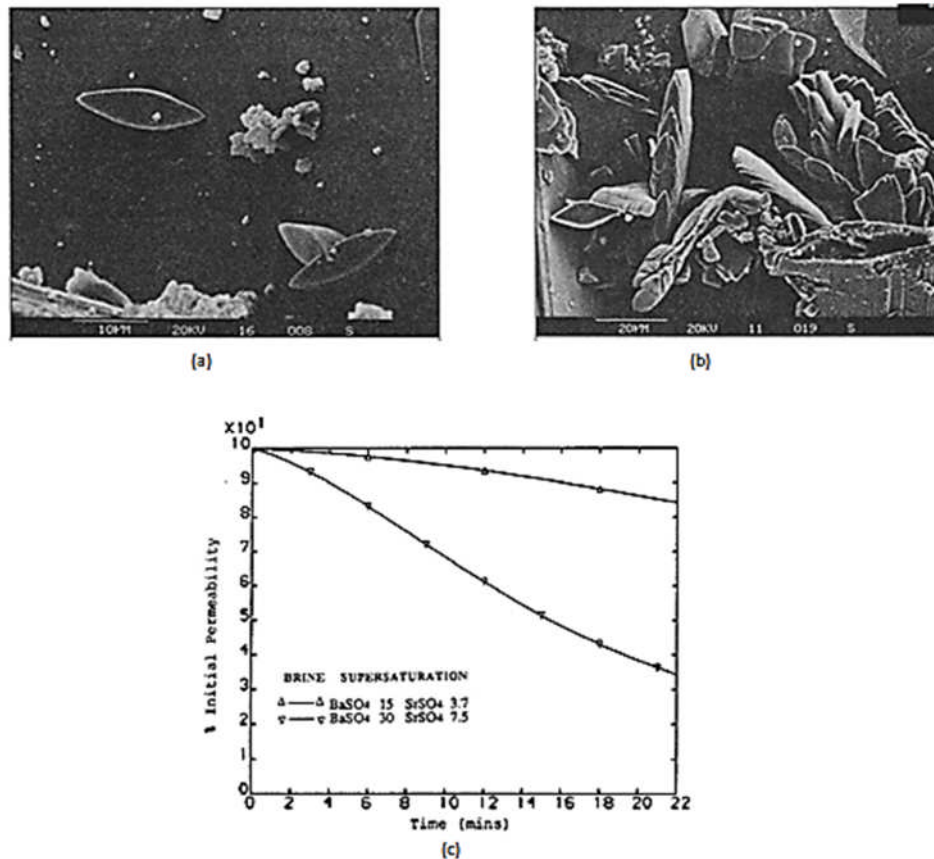 10µM 20KV 16 008 S
20µM 20KV 11 019 S
(a)
(b)
X10¹
10
9
8
7
6
5
4
3
2
1
0
% Initial Permeability
BRINE SUPERSATURATION
BaSO₄ 15 SrSO₄ 3.7
BaSO₄ 30 SrSO₄ 7.5
0 2 4 6 8 10 12 14 16 18 20 22
Time (mins)
(c)